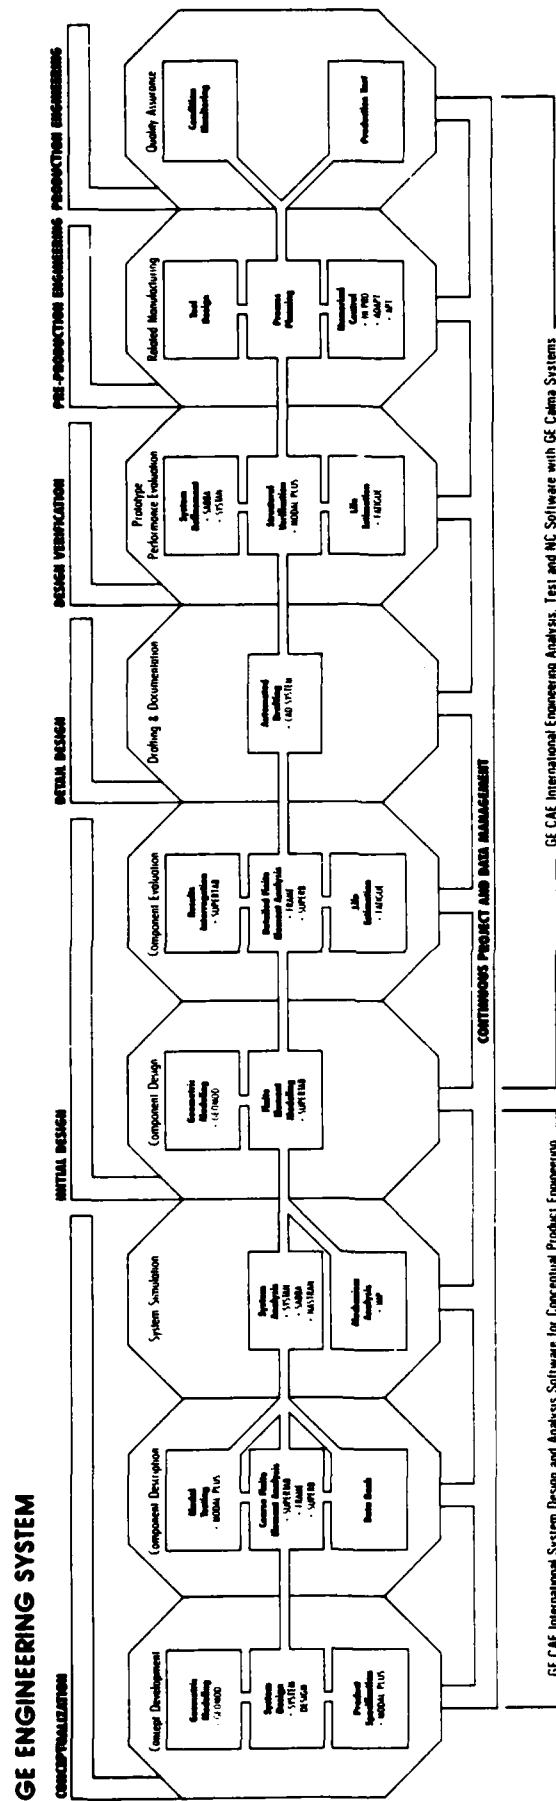 GE ENGINEERING SYSTEM
CONCEPTUALIZATION
INITIAL DESIGN
DETAIL DESIGN
DESIGN VERIFICATION
PRE-PRODUCTION ENGINEERING
PRODUCTION ENGINEERING
Concept Development
Geometric
Modeling
· GEOMOD
System
Design
· SYSTEM
DESIGN
Product
Specification
· MODAL PLUS
Component Description
Modal
Testing
· MODAL PLUS
Coarse Finite
Element Analysis
· SUPERTAB
· FRAME
· SUPERB
Data Bank
System Simulation
System
Analysis
· SYSTAN
· SABBA
· NASTRAN
Mechanism
Analysis
· IMP
Component Design
Geometric
Modeling
· GEOMOD
Finite
Element
Modeling
· SUPERTAB
Component Evaluation
Results
Interrogation
· SUPERTAB
Detailed Finite
Element Analysis
· FRAME
· SUPERB
Life
Estimation
· FATIGUE
Drafting & Documentation
Automated
Drafting
· CAD SYSTEM
Prototype
Performance Evaluation
System
Refinement
· SABBA
· SYSTAN
Structural
Verification
· MODAL PLUS
Life
Estimation
· FATIGUE
Related Manufacturing
Tool
Design
Process
Planning
Numerical
Control
· ADAPT
· APT
Quality Assurance
Condition
Monitoring
Production Test
CONTINUOUS PROJECT AND DATA MANAGEMENT
GE CAE International System Design and Analysis Software for Conceptual Product Engineering
GE CAE International Engineering Analysis, Test and NC Software with GE Calma Systems